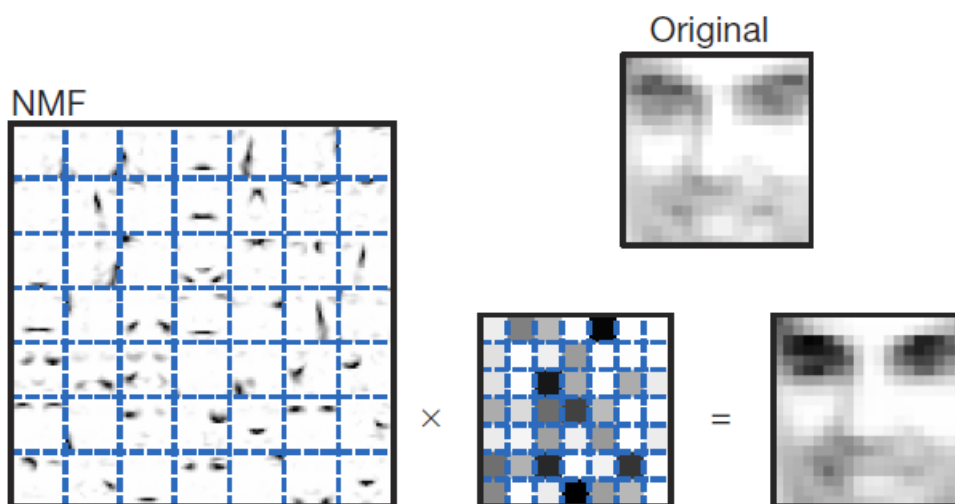 Original
NMF
× =